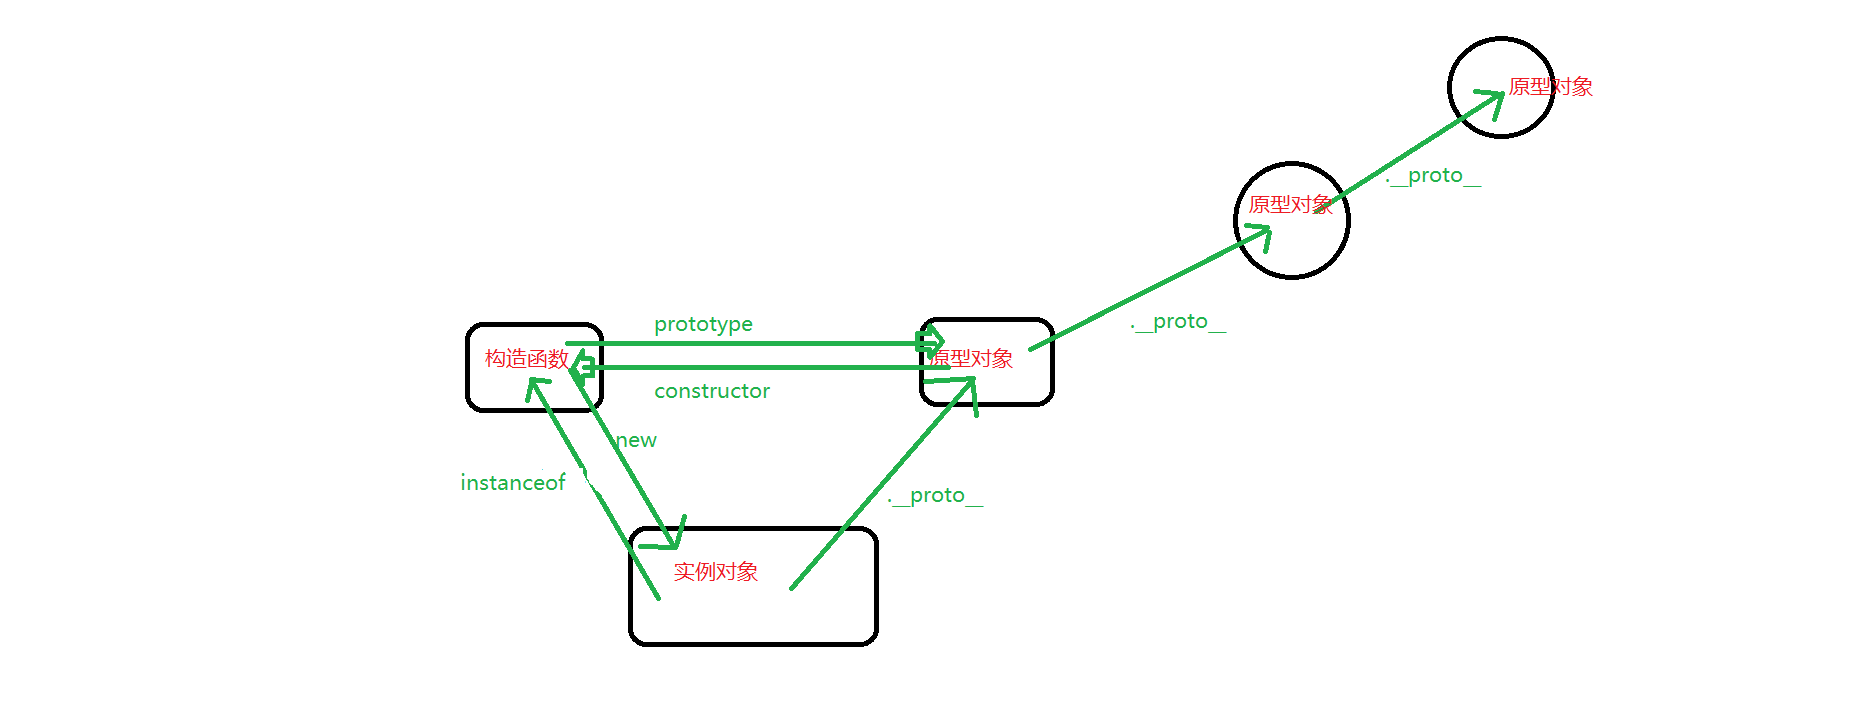 原型对象
.__proto__
原型对象
.__proto__
prototype
构造函数
原型对象
constructor
new
instanceof
.__proto__
实例对象